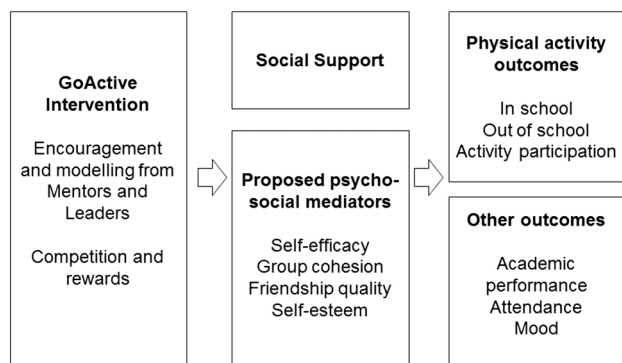 GoActive
Intervention
Encouragement
and modelling from
Mentors and
Leaders
Competition and
rewards
Social Support
Proposed psycho-
social mediators
Self-efficacy
Group cohesion
Friendship quality
Self-esteem
Physical activity
outcomes
In school
Out of school
Activity participation
Other outcomes
Academic
performance
Attendance
Mood